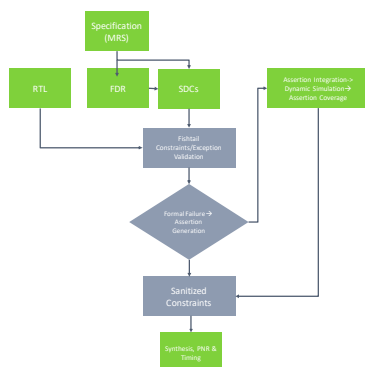 Specification
(MRS)
RTL
FDR
SDCs
Assertion Integration->
Dynamic Simulation→
Assertion Coverage
Fishtail
Constraints/Exception
Validation
Formal Failure→
Assertion
Generation
Sanitized
Constraints
Synthesis, PNR &
Timing